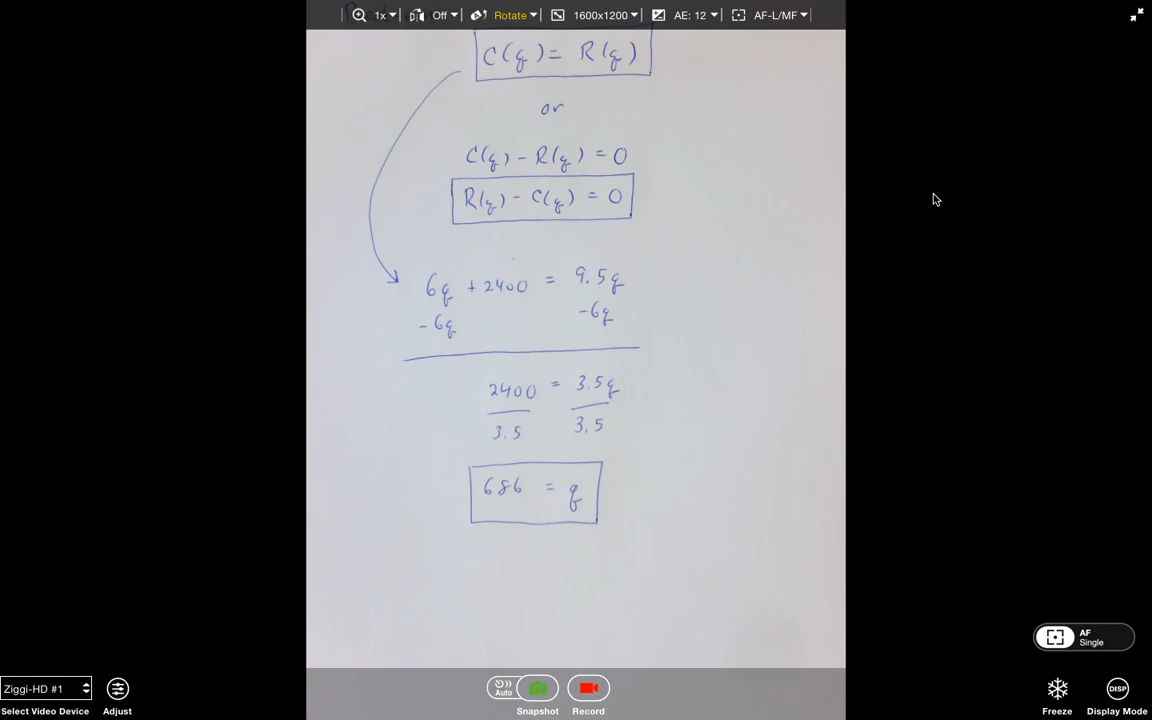 1x Off Rotate 1600x1200 AE: 12 AF-L/MF
C(q) = R(q)
or
C(q) - R(q) = 0
R(q) - C(q) = 0
6q + 2400 = 9.5q
-6q -6q
2400 = 3.5q
3.5 3.5
686 = q
AF
Single
Ziggi-HD #1
Auto
Select Video Device Adjust Snapshot Record Freeze Display Mode
DISP